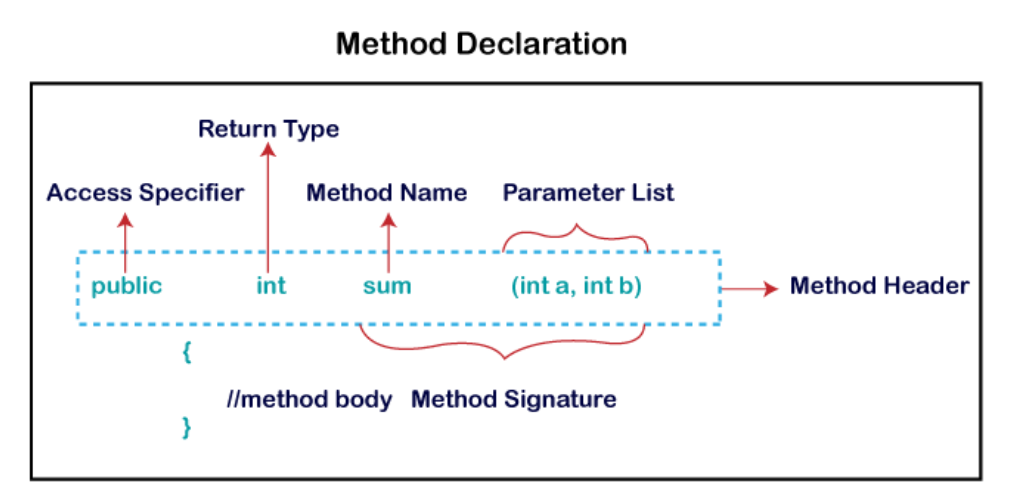 Method Declaration
Return Type
Access Specifier Method Name Parameter List
public int sum (int a, int b) Method Header
{
//method body Method Signature
}